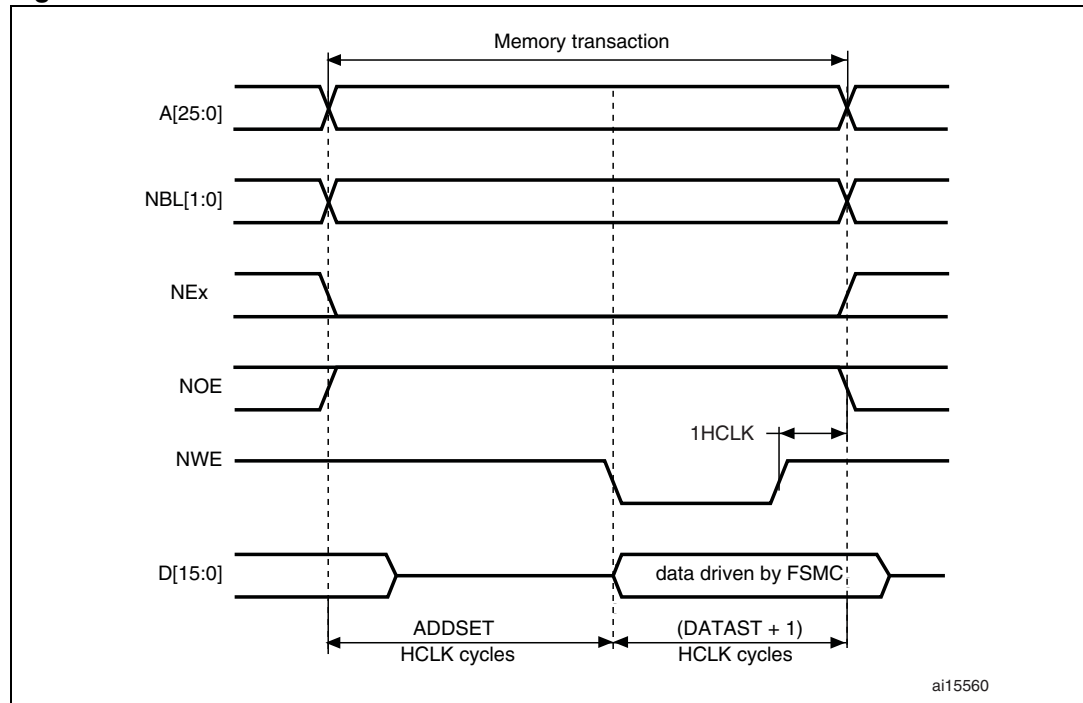 Memory transaction
A[25:0]
NBL[1:0]
NEx
NOE
1HCLK
NWE
D[15:0]
data driven by FSMC
ADDSET
HCLK cycles
(DATAST + 1)
HCLK cycles
ai15560